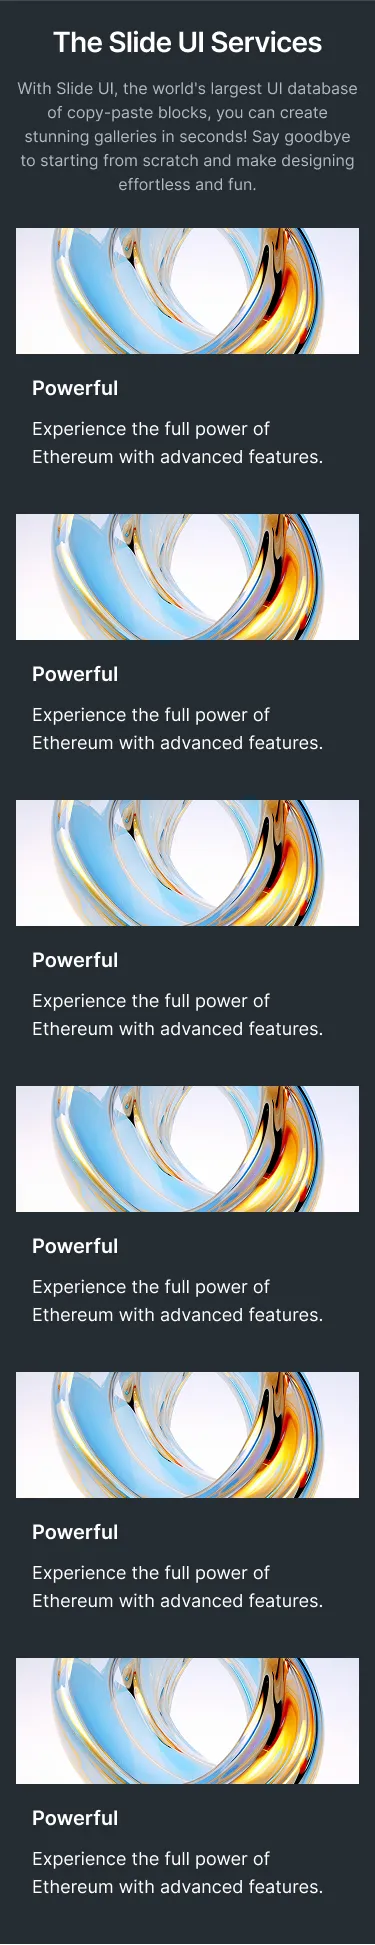 The Slide UI Services
With Slide UI, the world's largest UI database
of copy-paste blocks, you can create
stunning galleries in seconds! Say goodbye
to starting from scratch and make designing
effortless and fun.
Powerful
Experience the full power of
Ethereum with advanced features.
Powerful
Experience the full power of
Ethereum with advanced features.
Powerful
Experience the full power of
Ethereum with advanced features.
Powerful
Experience the full power of
Ethereum with advanced features.
Powerful
Experience the full power of
Ethereum with advanced features.
Powerful
Experience the full power of
Ethereum with advanced features.